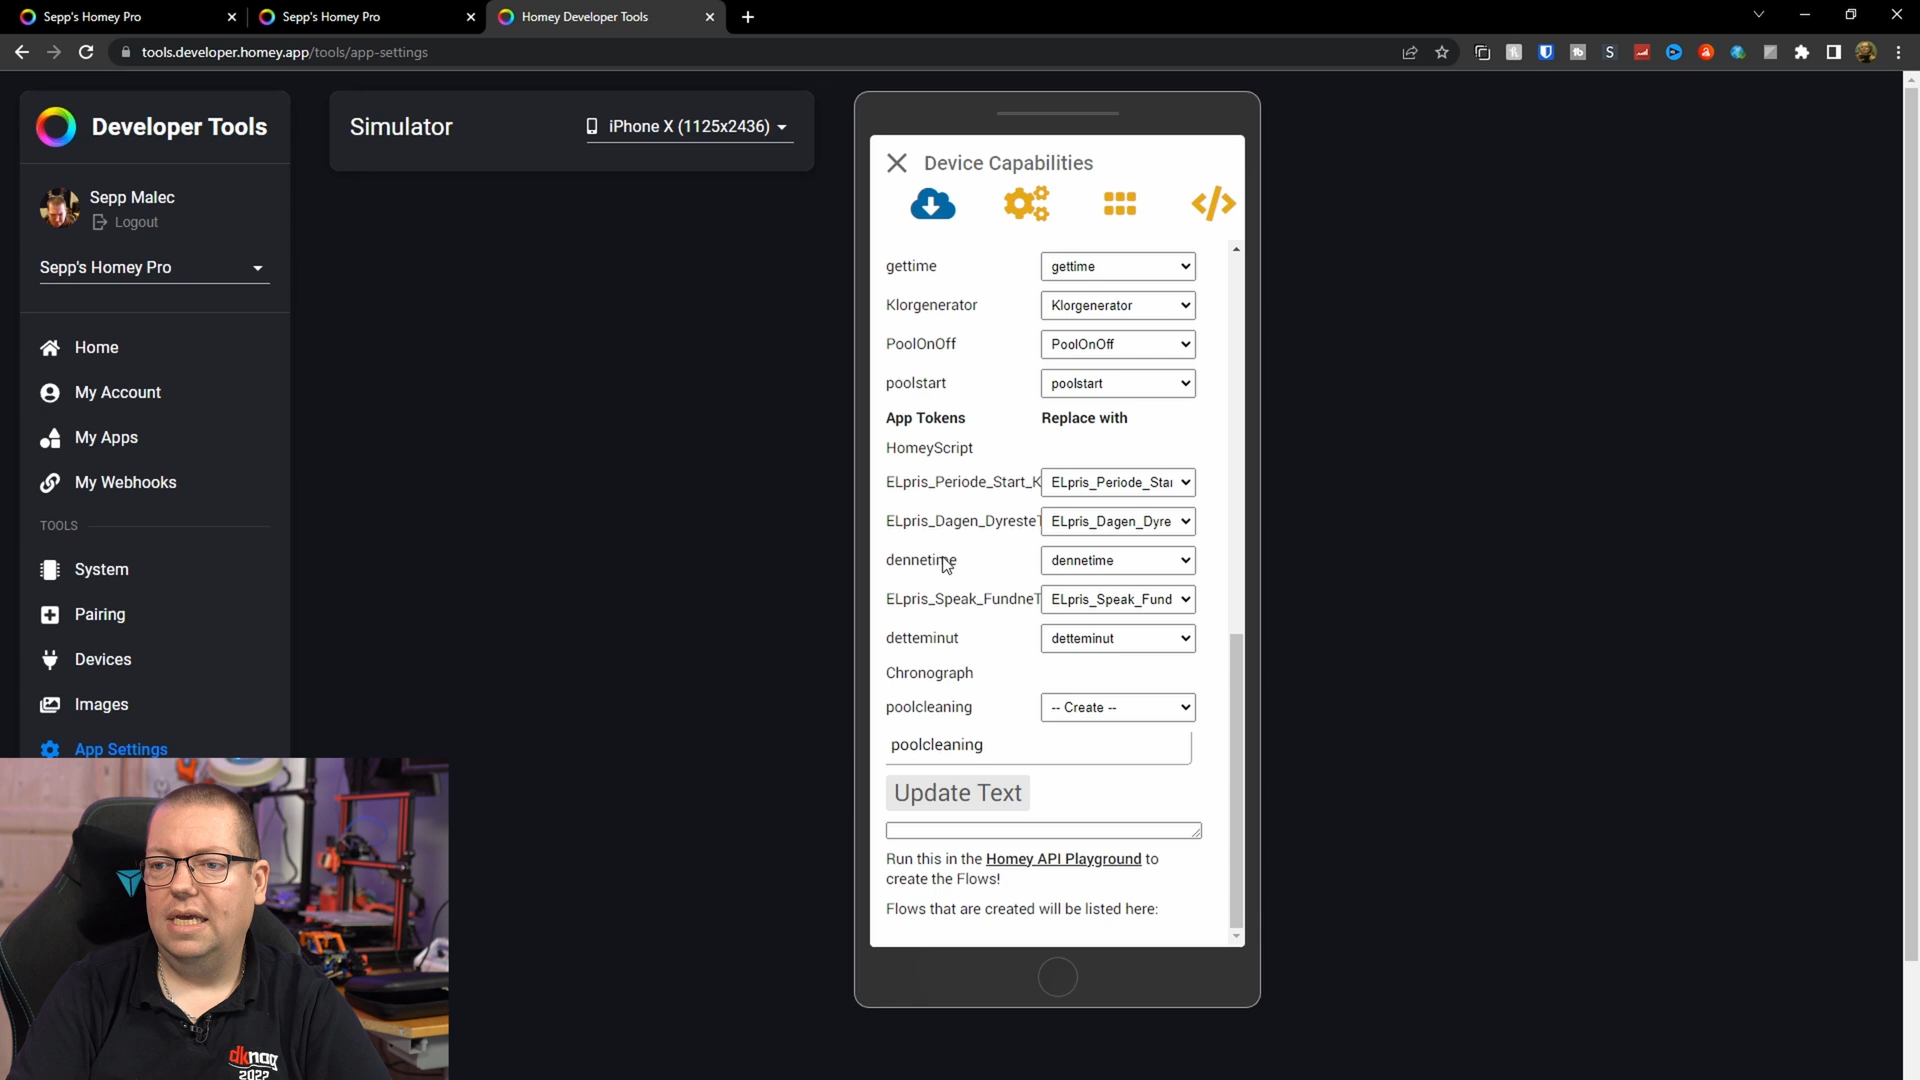 Sepp's Homey Pro
Sepp's Homey Pro
Homey Developer Tools
tools.developer.homey.app/tools/app-settings
Developer Tools
Sepp Malec
Logout
Sepp's Homey Pro
Home
My Account
My Apps
My Webhooks
TOOLS
System
Pairing
Devices
Images
App Settings
Simulator
iPhone X (1125x2436)
Device Capabilities
gettime gettime
Klorgenerator Klorgenerator
PoolOnOff PoolOnOff
poolstart poolstart
App Tokens Replace with
HomeyScript
ELpris_Periode_Start_K ELpris_Periode_Star
ELpris_Dagen_DyresteT ELpris_Dagen_Dyre
dennetime dennetime
ELpris_Speak_FundneT ELpris_Speak_Fund
detteminut detteminut
Chronograph
poolcleaning -- Create --
poolcleaning
Update Text
Run this in the Homey API Playground to
create the Flows!
Flows that are created will be listed here:
dknog
2022